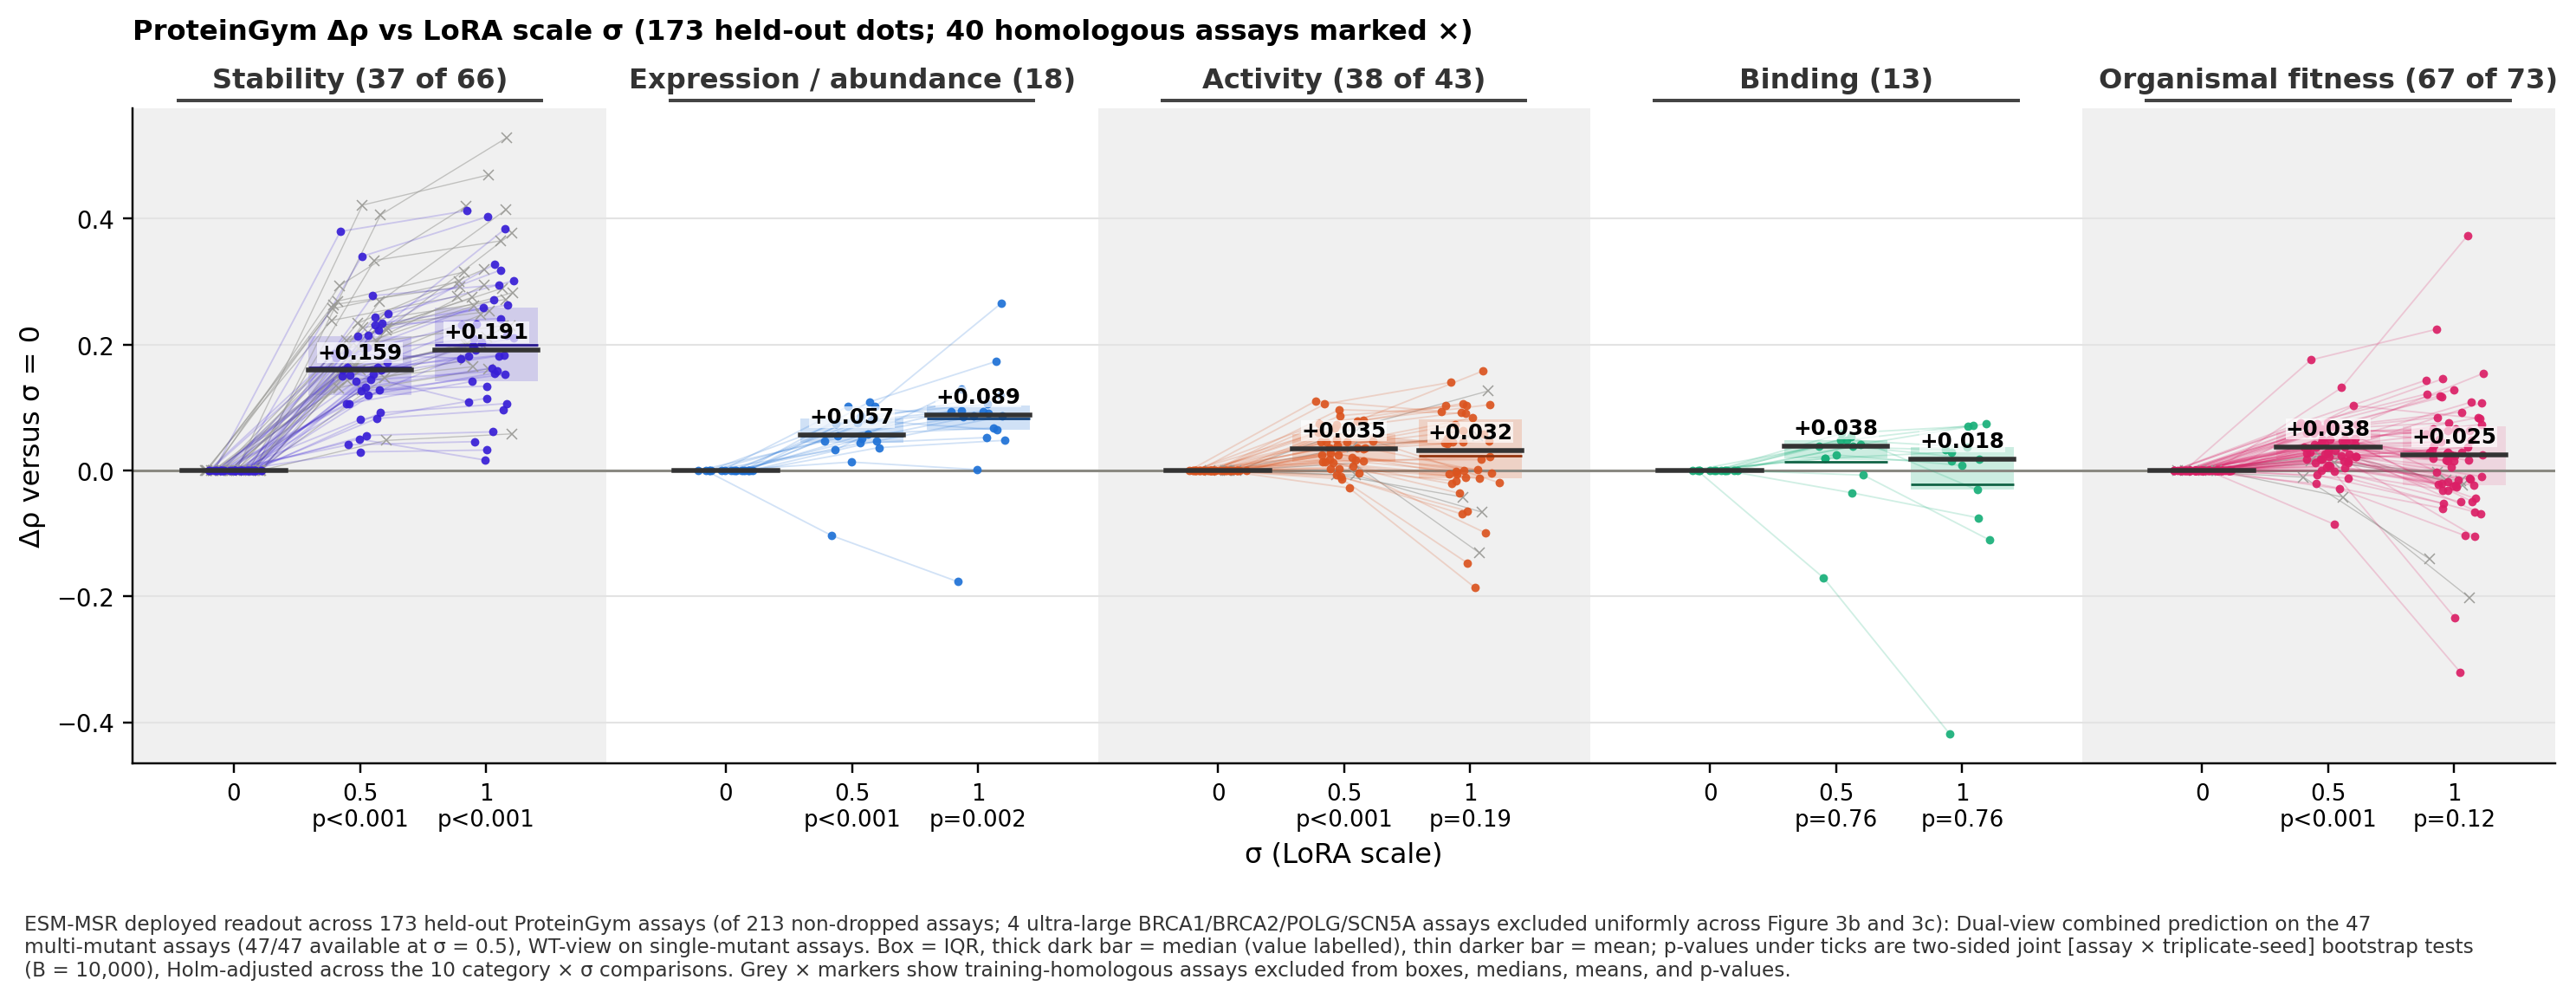 ProteinGym Δρ vs LoRA scale σ (173 held-out dots; 40 homologous assays marked ×)
Stability (37 of 66)
Expression / abundance (18)
Activity (38 of 43)
Binding (13)
Organismal fitness (67 of 73)
Δρ versus σ = 0
0.4
0.2
0.0
−0.2
−0.4
+0.159
+0.191
+0.057
+0.089
+0.035
+0.032
+0.038
+0.018
+0.038
+0.025
0 0.5 1 0 0.5 1 0 0.5 1 0 0.5 1 0 0.5 1
p<0.001 p<0.001 p<0.001 p=0.002 p<0.001 p=0.19 p=0.76 p=0.76 p<0.001 p=0.12
σ (LoRA scale)
ESM-MSR deployed readout across 173 held-out ProteinGym assays (of 213 non-dropped assays; 4 ultra-large BRCA1/BRCA2/POLG/SCN5A assays excluded uniformly across Figure 3b and 3c): Dual-view combined prediction on the 47
multi-mutant assays (47/47 available at σ = 0.5), WT-view on single-mutant assays. Box = IQR, thick dark bar = median (value labelled), thin darker bar = mean; p-values under ticks are two-sided joint [assay × triplicate-seed] bootstrap tests
(B = 10,000), Holm-adjusted across the 10 category × σ comparisons. Grey × markers show training-homologous assays excluded from boxes, medians, means, and p-values.